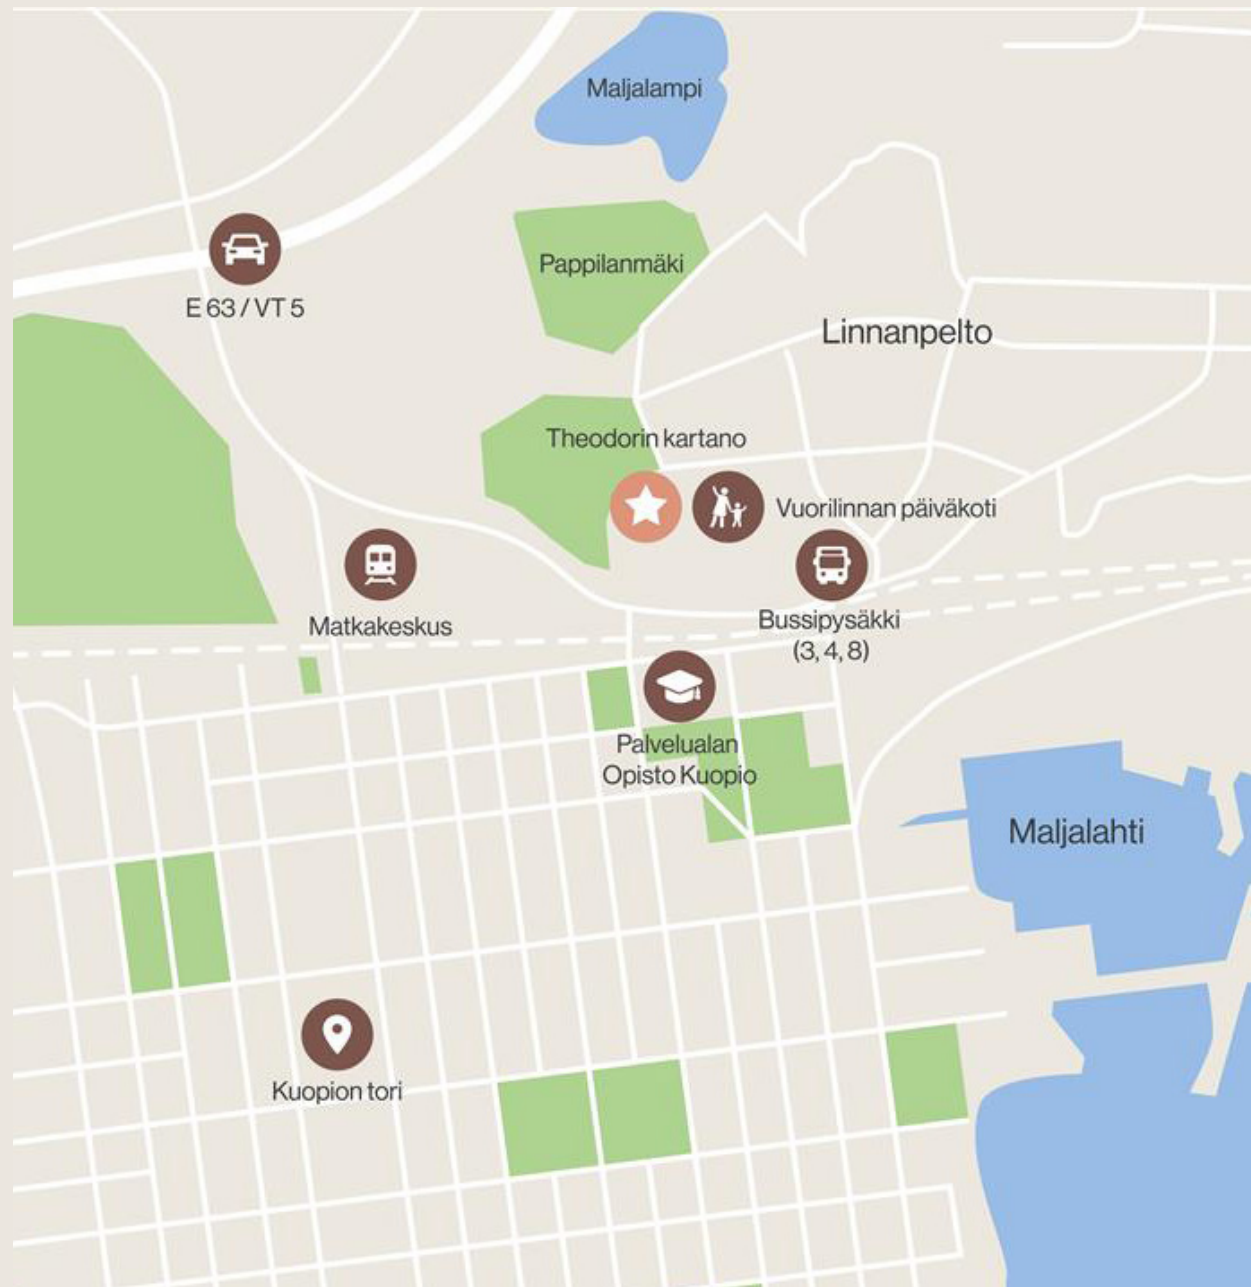 Maljalampi
Pappilanmäki
E 63 / VT 5
Linnanpelto
Theodorin kartano
Vuorilinnan päiväkoti
Matkakeskus
Bussipysäkki
(3, 4, 8)
Palvelualan
Opisto Kuopio
Maljalahti
Kuopion tori